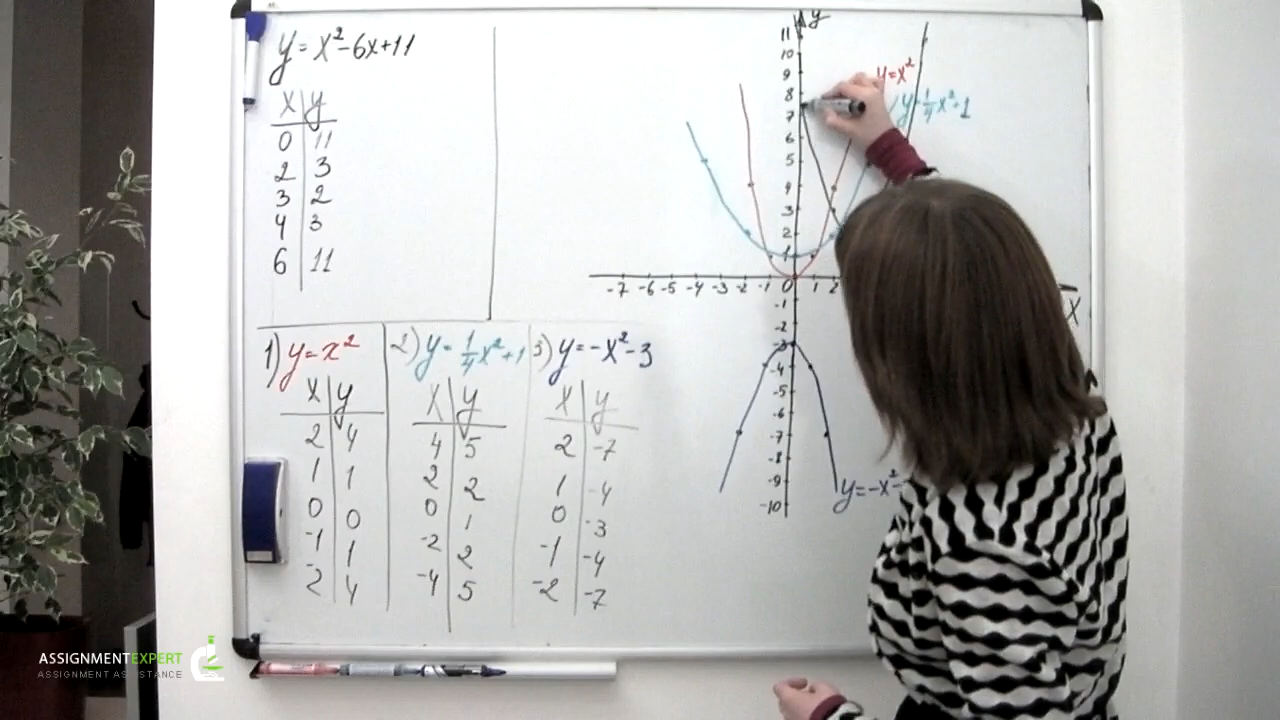 y=x²-6x+11
x y
0 11
2 3
3 2
4 3
6 11
1) y=x²
x y
2 4
1 1
0 0
-1 1
-2 4
2) y=1/4x²+1
x y
4 5
2 2
0 1
-2 2
-4 5
3) y=-x²-3
x y
2 -7
1 -4
0 -3
-1 -4
-2 -7
y
11
10
9
8
7
6
5
4
3
2
1
-7 -6 -5 -4 -3 -2 -1 0 1 2
x
-1
-2
-3
-4
-5
-6
-7
-8
-9
-10
y=x²
y=-x²-
ASSIGNMENTEXPERT
ASSIGNMENT ASSISTANCE